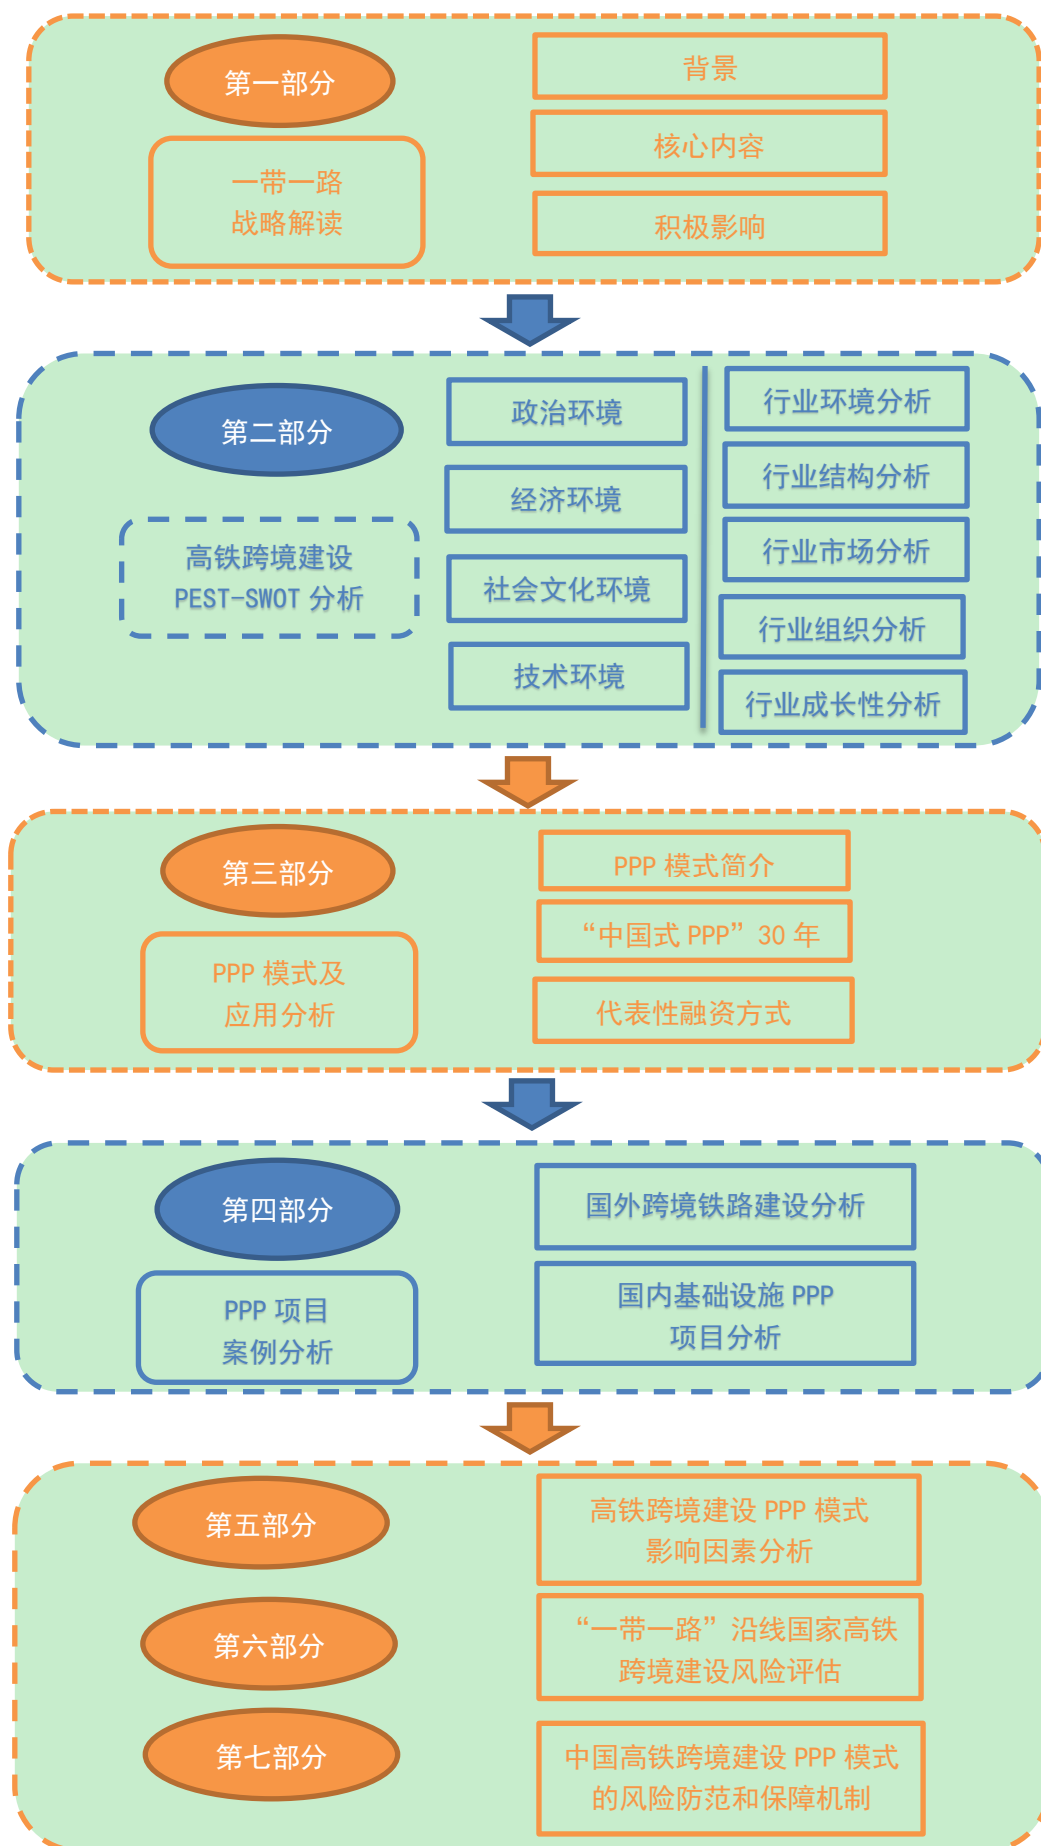 第一部分
一带一路
战略解读
背景
核心内容
积极影响
第二部分
高铁跨境建设
PEST-SWOT 分析
政治环境
经济环境
社会文化环境
技术环境
行业环境分析
行业结构分析
行业市场分析
行业组织分析
行业成长性分析
第三部分
PPP 模式及
应用分析
PPP 模式简介
“中国式 PPP”30 年
代表性融资方式
第四部分
PPP 项目
案例分析
国外跨境铁路建设分析
国内基础设施 PPP
项目分析
第五部分
高铁跨境建设 PPP 模式
影响因素分析
第六部分
“一带一路”沿线国家高铁
跨境建设风险评估
第七部分
中国高铁跨境建设 PPP 模式
的风险防范和保障机制